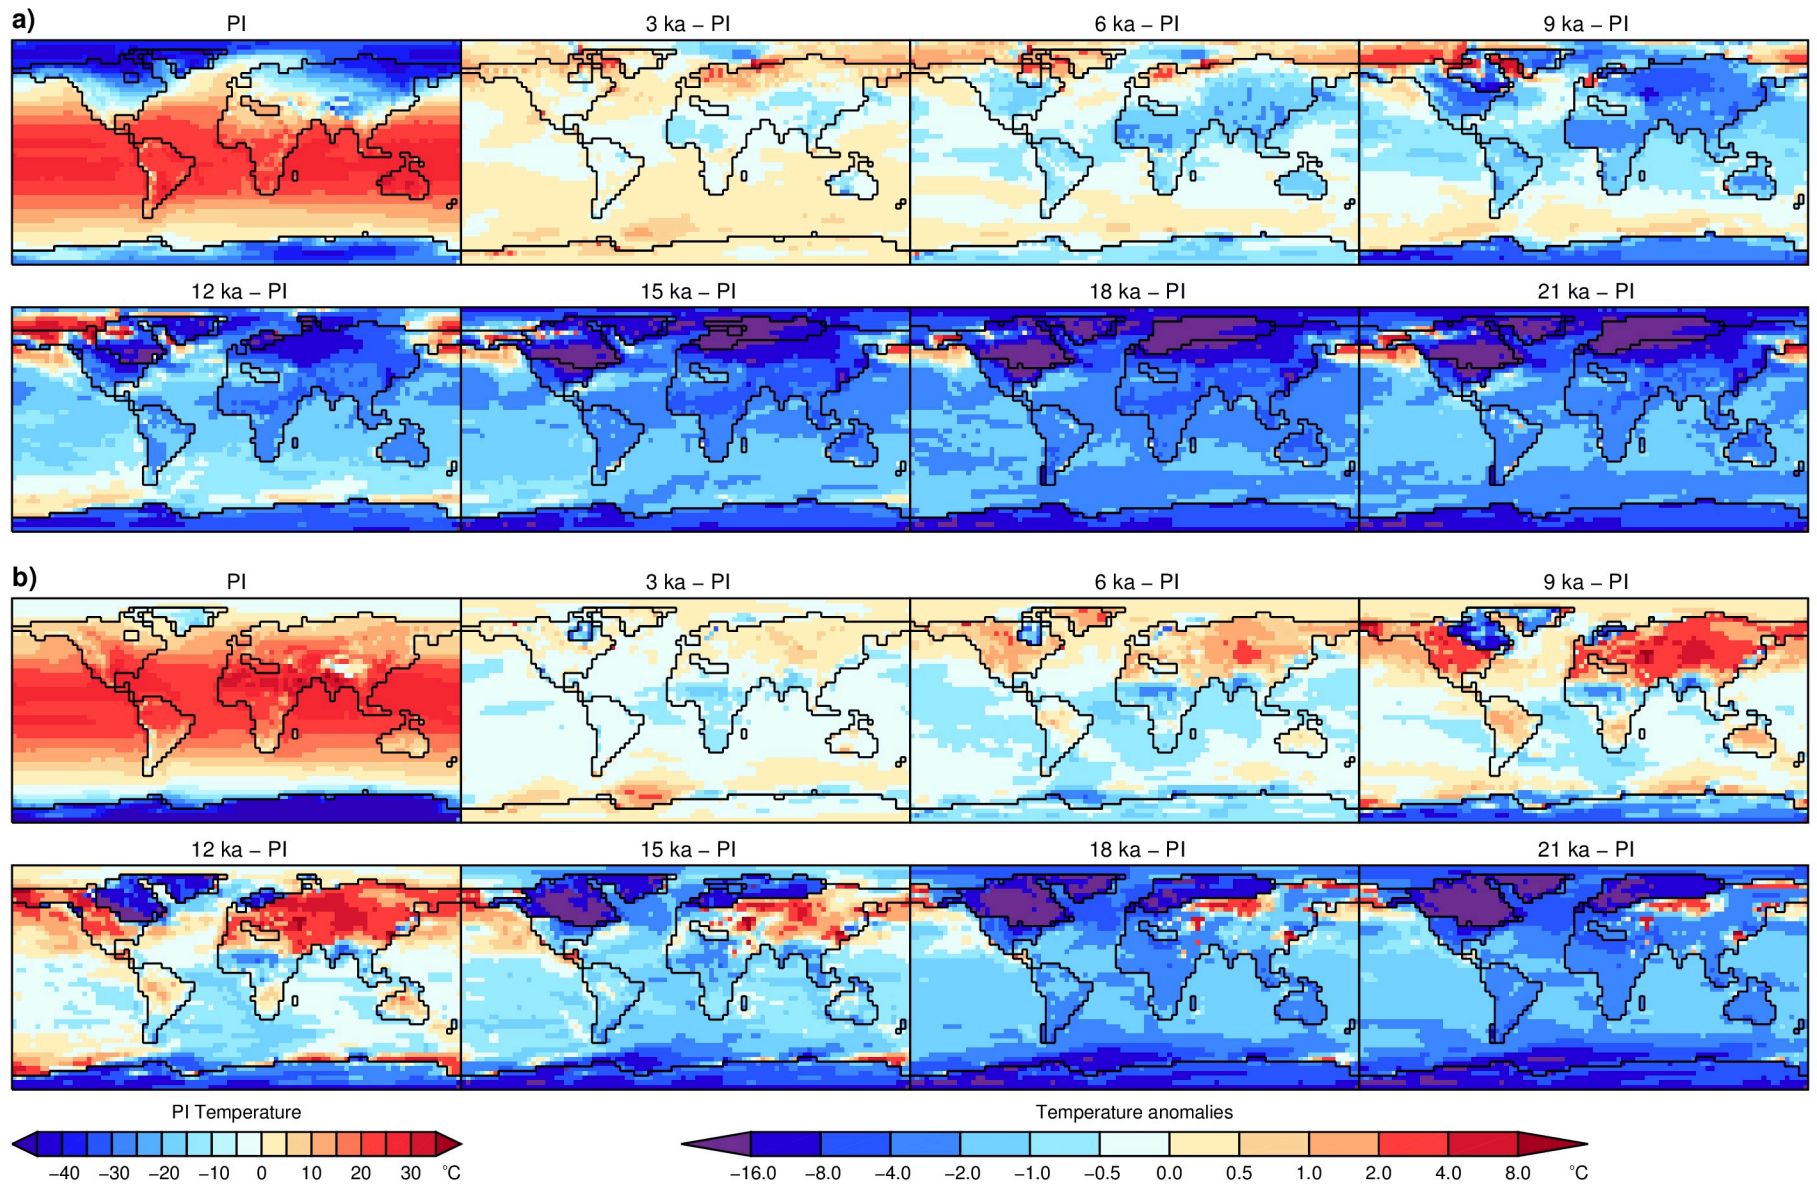 a)
PI
3 ka – PI
6 ka – PI
9 ka – PI
12 ka – PI
15 ka – PI
18 ka – PI
21 ka – PI
b)
PI
3 ka – PI
6 ka – PI
9 ka – PI
12 ka – PI
15 ka – PI
18 ka – PI
21 ka – PI
PI Temperature
Temperature anomalies
−40 −30 −20 −10 0 10 20 30 °C
−16.0 −8.0 −4.0 −2.0 −1.0 −0.5 0.0 0.5 1.0 2.0 4.0 8.0 °C